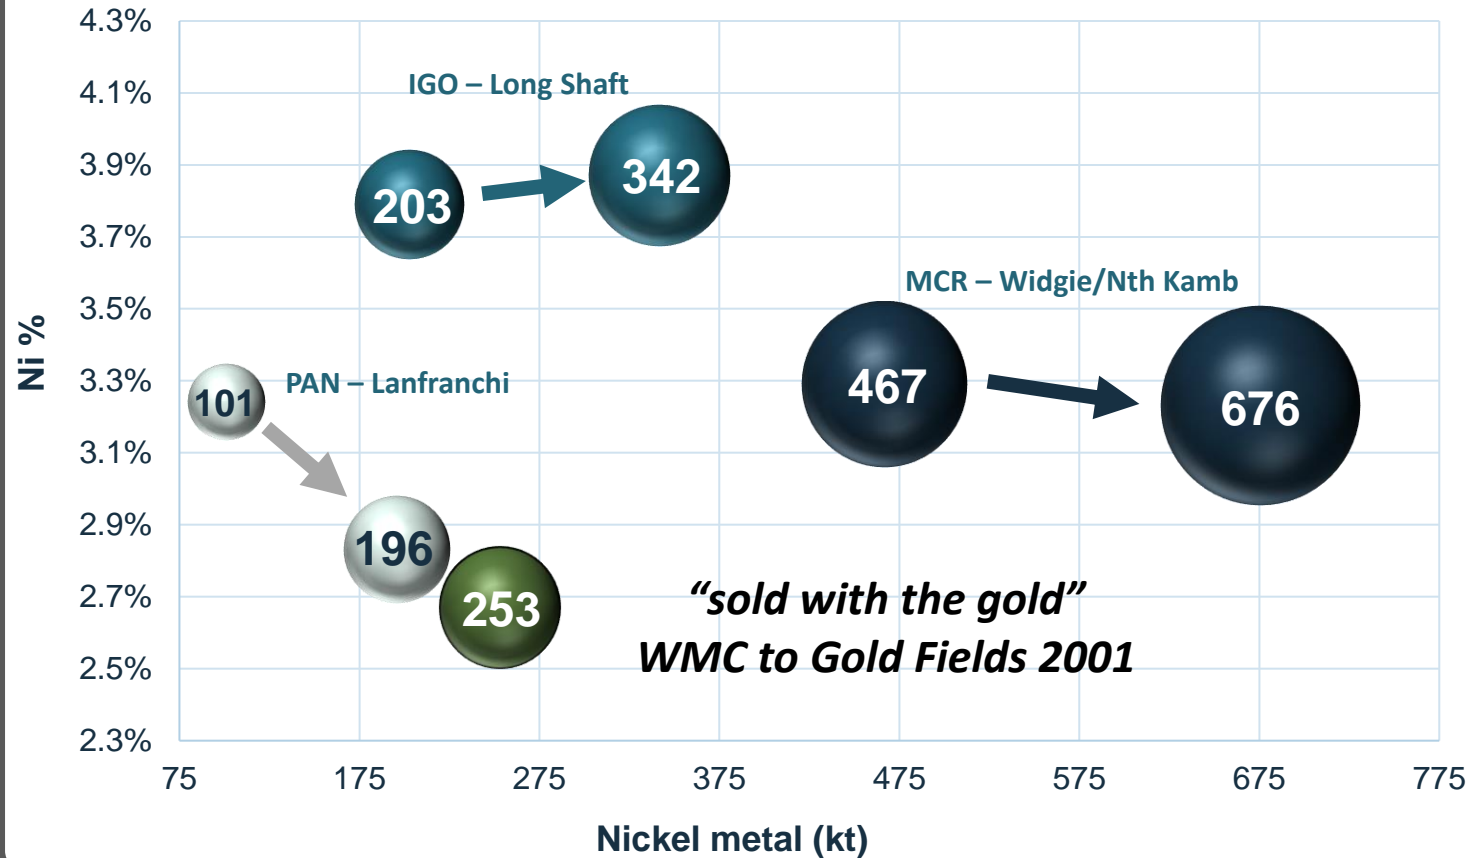 4.3%
4.1%
3.9%
3.7%
3.5%
3.3%
3.1%
2.9%
2.7%
2.5%
2.3%
Ni %
IGO – Long Shaft
203
342
MCR – Widgie/Nth Kamb
467
676
PAN – Lanfranchi
101
196
253
“sold with the gold”
WMC to Gold Fields 2001
75 175 275 375 475 575 675 775
Nickel metal (kt)